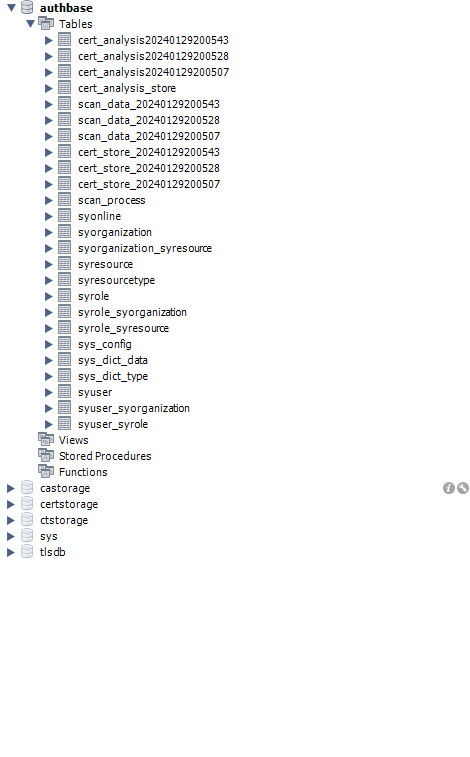 authbase
Tables
cert_analysis20240129200543
cert_analysis20240129200528
cert_analysis20240129200507
cert_analysis_store
scan_data_20240129200543
scan_data_20240129200528
scan_data_20240129200507
cert_store_20240129200543
cert_store_20240129200528
cert_store_20240129200507
scan_process
syonline
syorganization
syorganization_syresource
syresource
syresourcetype
syrole
syrole_syorganization
syrole_syresource
sys_config
sys_dict_data
sys_dict_type
syuser
syuser_syorganization
syuser_syrole
Views
Stored Procedures
Functions
castorage
certstorage
ctstorage
sys
tlsdb